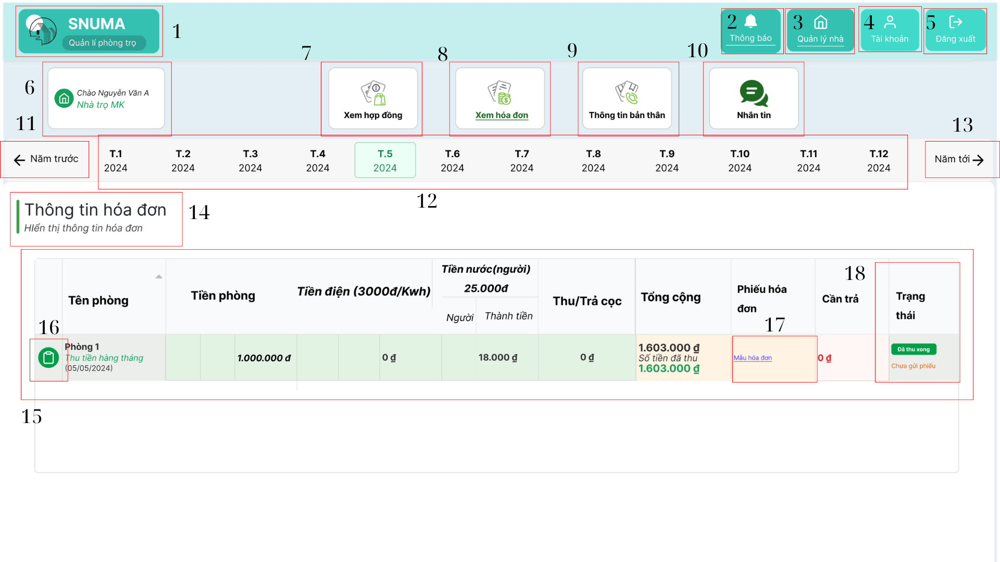 SNUMA
Quản lí phòng trọ
1
2
Thông báo
3
Quản lý nhà
4
Tài khoản
5
Đăng xuất
6
Chào Nguyễn Văn A
Nhà trọ MK
7
Xem hợp đồng
8
Xem hóa đơn
9
Thông tin bản thân
10
Nhắn tin
11
Năm trước
T.1
2024
T.2
2024
T.3
2024
T.4
2024
T.5
2024
T.6
2024
T.7
2024
T.8
2024
T.9
2024
T.10
2024
T.11
2024
T.12
2024
13
Năm tới
12
Thông tin hóa đơn
HIển thị thông tin hóa đơn
14
Tên phòng
Tiền phòng
Tiền điện (3000đ/Kwh)
Tiền nước(người)
25.000đ
Người
Thành tiền
Thu/Trả cọc
Tổng cộng
Phiếu hóa
đơn
Cần trả
18
Trạng
thái
16
17
Phòng 1
Thu tiền hàng tháng
(05/05/2024)
1.000.000 đ
0 ₫
18.000 ₫
0 ₫
1.603.000 ₫
Số tiền đã thu
1.603.000 ₫
Mẫu hóa đơn
0 ₫
Đã thu xong
Chưa gửi phiếu
15